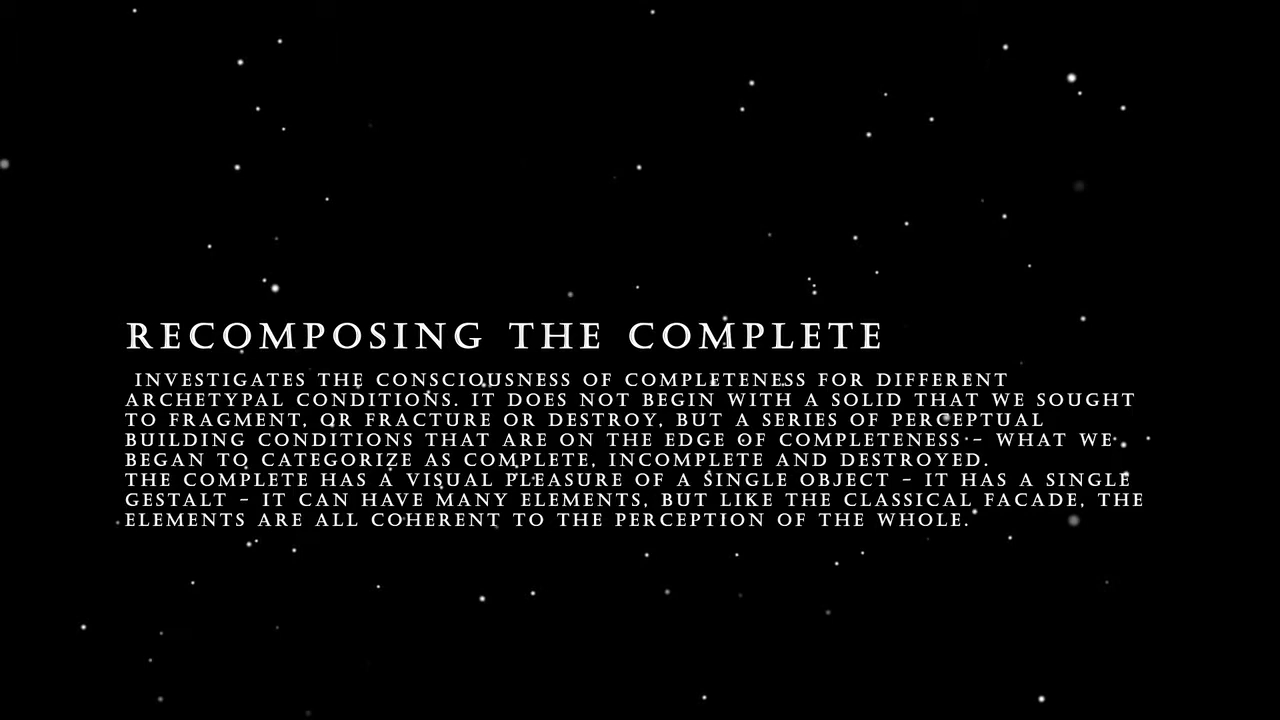 RECOMPOSING THE COMPLETE
INVESTIGATES THE CONSCIOUSNESS OF COMPLETENESS FOR DIFFERENT
ARCHETYPAL CONDITIONS. IT DOES NOT BEGIN WITH A SOLID THAT WE SOUGHT
TO FRAGMENT, OR FRACTURE OR DESTROY, BUT A SERIES OF PERCEPTUAL
BUILDING CONDITIONS THAT ARE ON THE EDGE OF COMPLETENESS - WHAT WE
BEGAN TO CATEGORIZE AS COMPLETE, INCOMPLETE AND DESTROYED.
THE COMPLETE HAS A VISUAL PLEASURE OF A SINGLE OBJECT - IT HAS A SINGLE
GESTALT - IT CAN HAVE MANY ELEMENTS, BUT LIKE THE CLASSICAL FACADE, THE
ELEMENTS ARE ALL COHERENT TO THE PERCEPTION OF THE WHOLE.